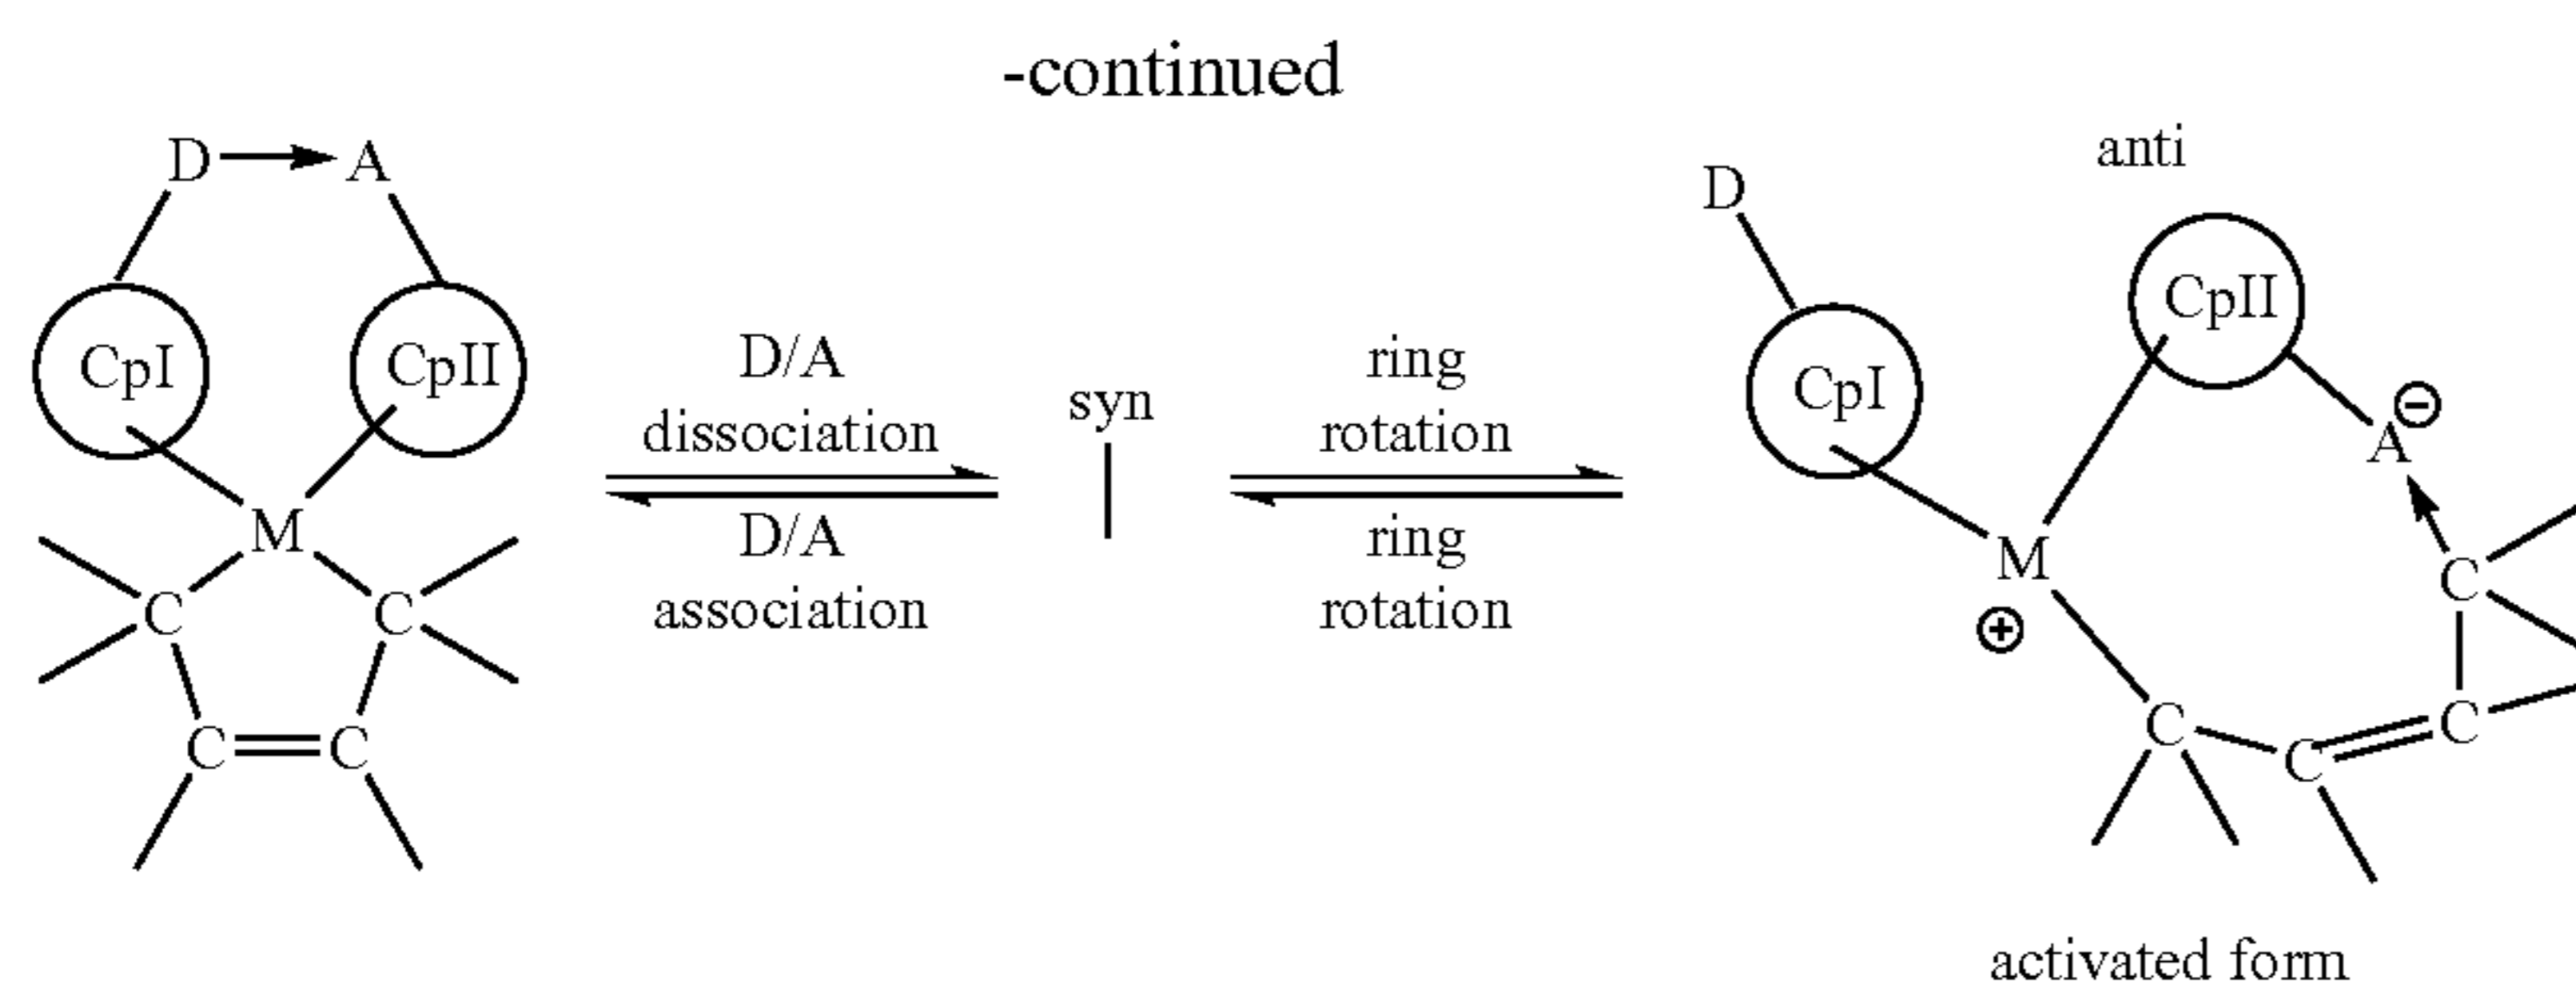 -continued
D A
CpI CpII
M
C C
C C
D/A
dissociation
D/A
association
syn
ring
rotation
ring
rotation
anti
D
CpII
CpI
⊖
A
M
C
⊕
C C
C
activated form